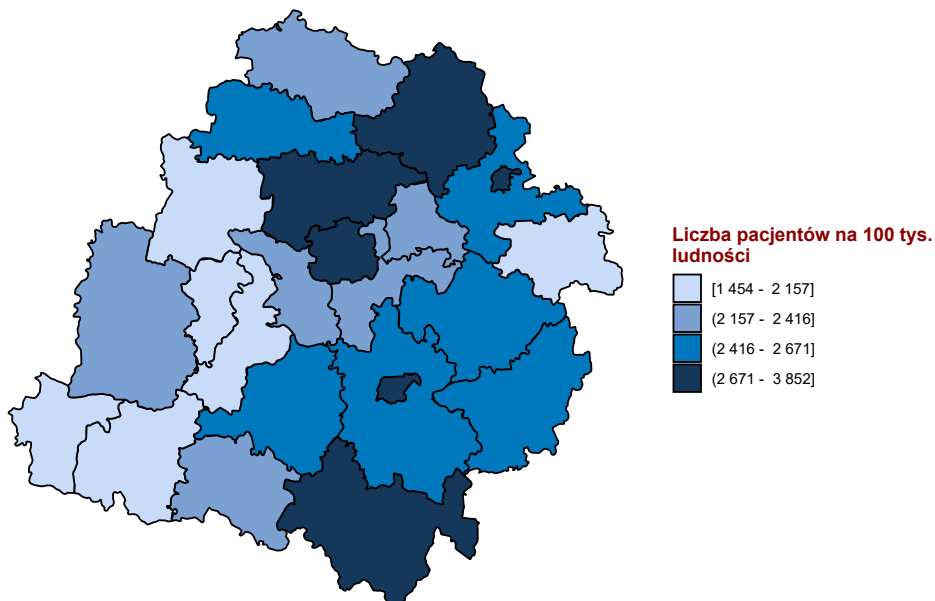 Liczba pacjentów na 100 tys.
ludności
[1 454 - 2 157]
(2 157 - 2 416]
(2 416 - 2 671]
(2 671 - 3 852]